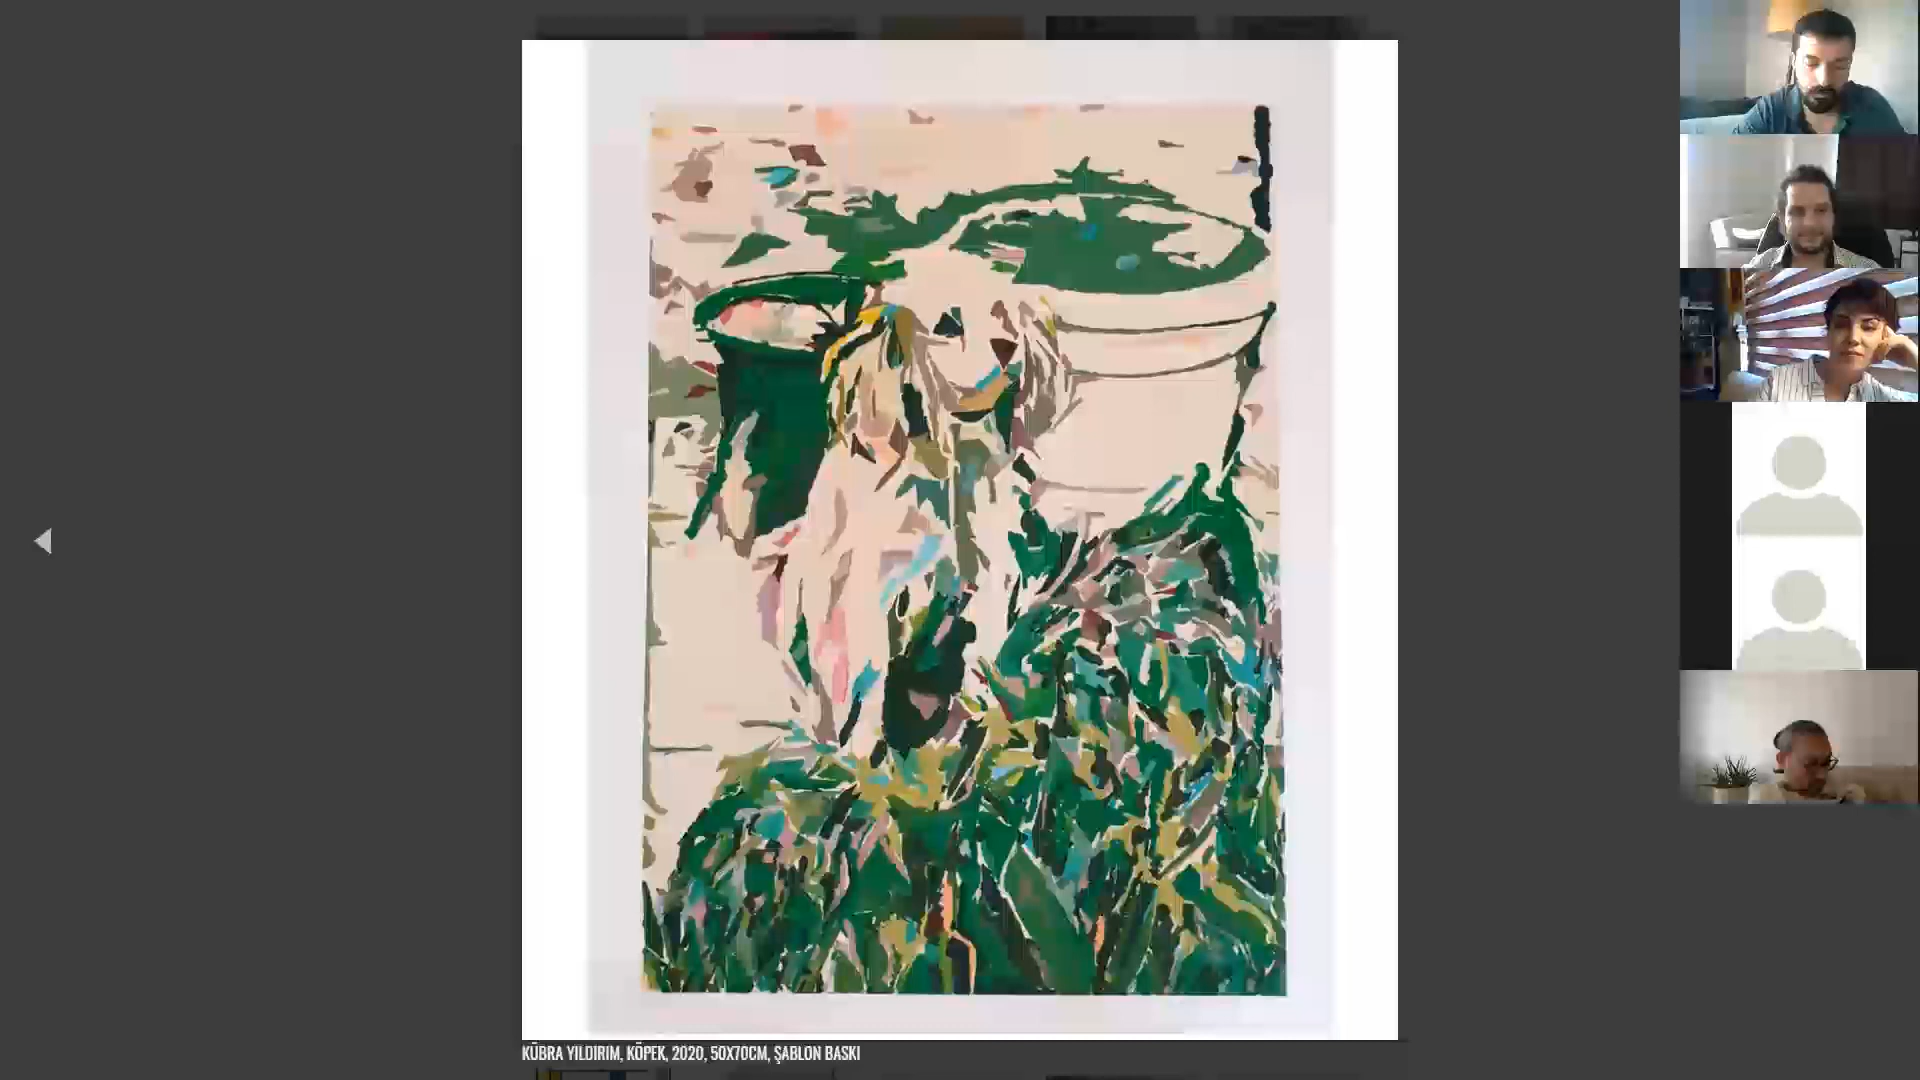 KÜBRA YILDIRIM, KÖPEK, 2020, 50X70CM, ŞABLON BASKI